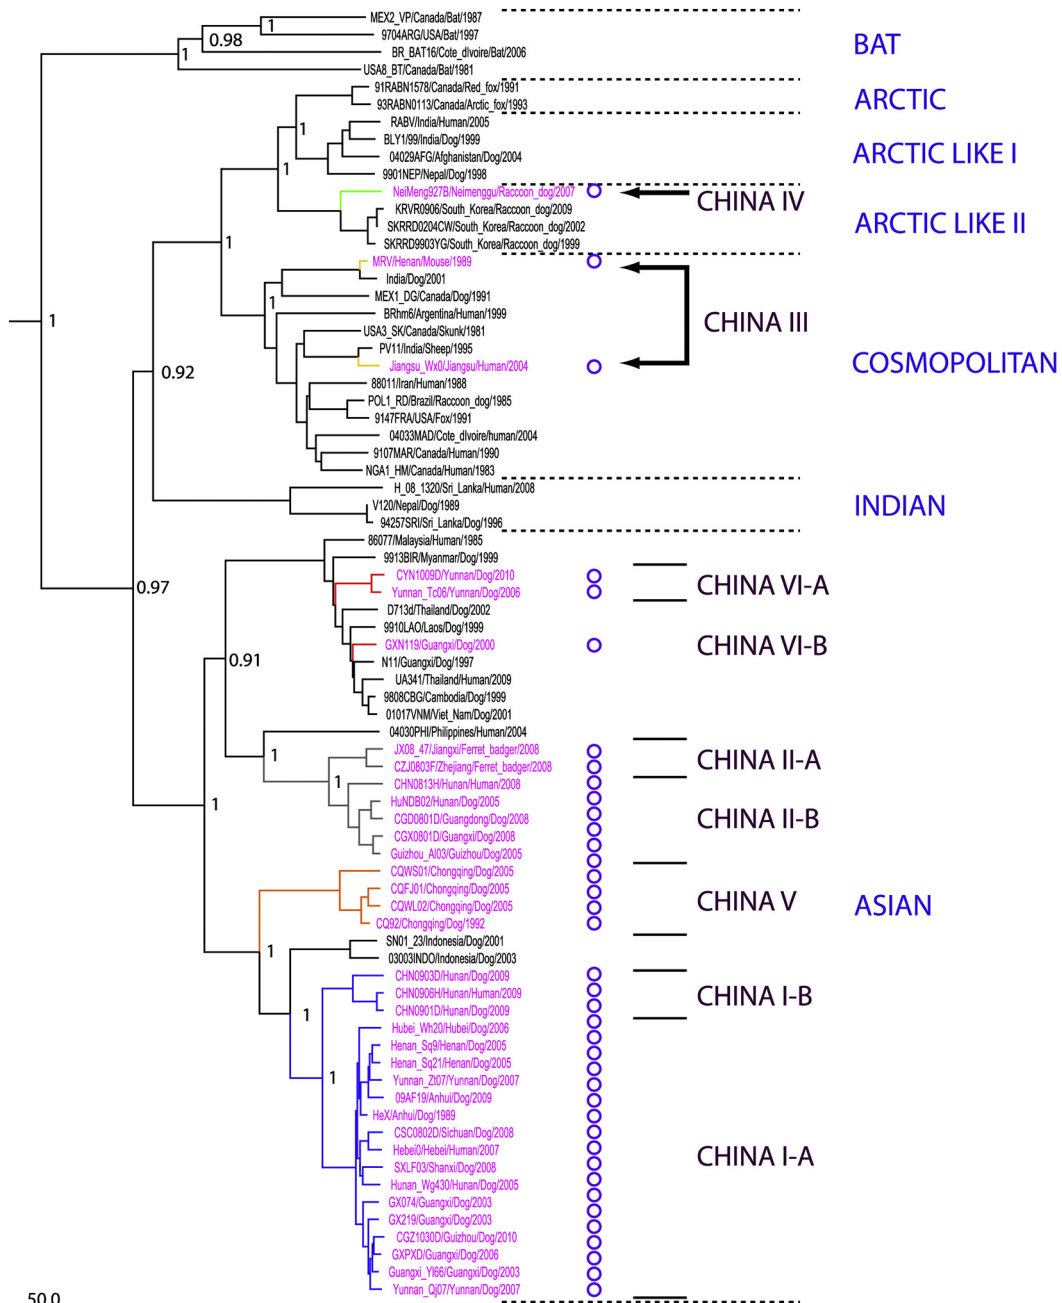 MEX2_VP/Canada/Bat/1987
1
9704ARG/USA/Bat/1997
0.98
BAT
BR_BAT16/Cote_dIvoire/Bat/2006
1
USA8_BT/Canada/Bat/1981
91RABN1578/Canada/Red_fox/1991
ARCTIC
93RABN0113/Canada/Arctic_fox/1993
RABV/India/Human/2005
1
BLY1/99/India/Dog/1999
04029AFG/Afghanistan/Dog/2004
ARCTIC LIKE I
1
9901NEP/Nepal/Dog/1998
NeiMeng927B/Neimenggu/Raccoon_dog/2007
CHINA IV
KRVR0906/South_Korea/Raccoon_dog/2009
SKRRD0204CW/South_Korea/Raccoon_dog/2002
ARCTIC LIKE II
1
SKRRD9903YG/South_Korea/Raccoon_dog/1999
MRV/Henan/Mouse/1989
India/Dog/2001
MEX1_DG/Canada/Dog/1991
1
BRhm6/Argentina/Human/1999
1
CHINA III
USA3_SK/Canada/Skunk/1981
PV11/India/Sheep/1995
Jiangsu_Wx0/Jiangsu/Human/2004
COSMOPOLITAN
0.92
88011/Iran/Human/1988
POL1_RD/Brazil/Raccoon_dog/1985
9147FRA/USA/Fox/1991
04033MAD/Cote_dIvoire/human/2004
9107MAR/Canada/Human/1990
NGA1_HM/Canada/Human/1983
H_08_1320/Sri_Lanka/Human/2008
V120/Nepal/Dog/1989
INDIAN
94257SRI/Sri_Lanka/Dog/1996
86077/Malaysia/Human/1985
9913BIR/Myanmar/Dog/1999
CYN1009D/Yunnan/Dog/2010
CHINA VI-A
0.97
Yunnan_Tc06/Yunnan/Dog/2006
D713d/Thailand/Dog/2002
9910LAO/Laos/Dog/1999
GXN119/Guangxi/Dog/2000
CHINA VI-B
0.91
N11/Guangxi/Dog/1997
UA341/Thailand/Human/2009
9808CBG/Cambodia/Dog/1999
01017VNM/Viet_Nam/Dog/2001
04030PHI/Philippines/Human/2004
JX08_47/Jiangxi/Ferret_badger/2008
1
CHINA II-A
CZJ0803F/Zhejiang/Ferret_badger/2008
1
CHN0813H/Hunan/Human/2008
HuNDB02/Hunan/Dog/2005
1
CGD0801D/Guangdong/Dog/2008
CHINA II-B
CGX0801D/Guangxi/Dog/2008
Guizhou_Al03/Guizhou/Dog/2005
CQWS01/Chongqing/Dog/2005
CQFJ01/Chongqing/Dog/2005
CHINA V
CQWL02/Chongqing/Dog/2005
ASIAN
CQ92/Chongqing/Dog/1992
SN01_23/Indonesia/Dog/2001
1
03003INDO/Indonesia/Dog/2003
CHN0903D/Hunan/Dog/2009
CHN0906H/Hunan/Human/2009
CHINA I-B
CHN0901D/Hunan/Dog/2009
1
Hubei_Wh20/Hubei/Dog/2006
Henan_Sq9/Henan/Dog/2005
Henan_Sq21/Henan/Dog/2005
1
Yunnan_Zt07/Yunnan/Dog/2007
09AF19/Anhui/Dog/2009
HeX/Anhui/Dog/1989
CSC0802D/Sichuan/Dog/2008
Hebei0/Hebei/Human/2007
CHINA I-A
SXLF03/Shanxi/Dog/2008
Hunan_Wg430/Hunan/Dog/2005
GX074/Guangxi/Dog/2003
GX219/Guangxi/Dog/2003
CGZ1030D/Guizhou/Dog/2010
GXPXD/Guangxi/Dog/2006
Guangxi_Yl66/Guangxi/Dog/2003
Yunnan_Qj07/Yunnan/Dog/2007
50.0